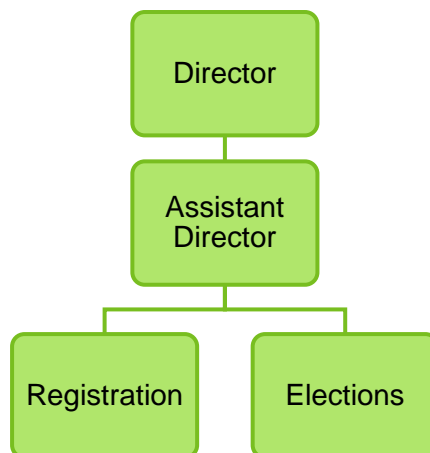 Director
Assistant
Director
Registration
Elections